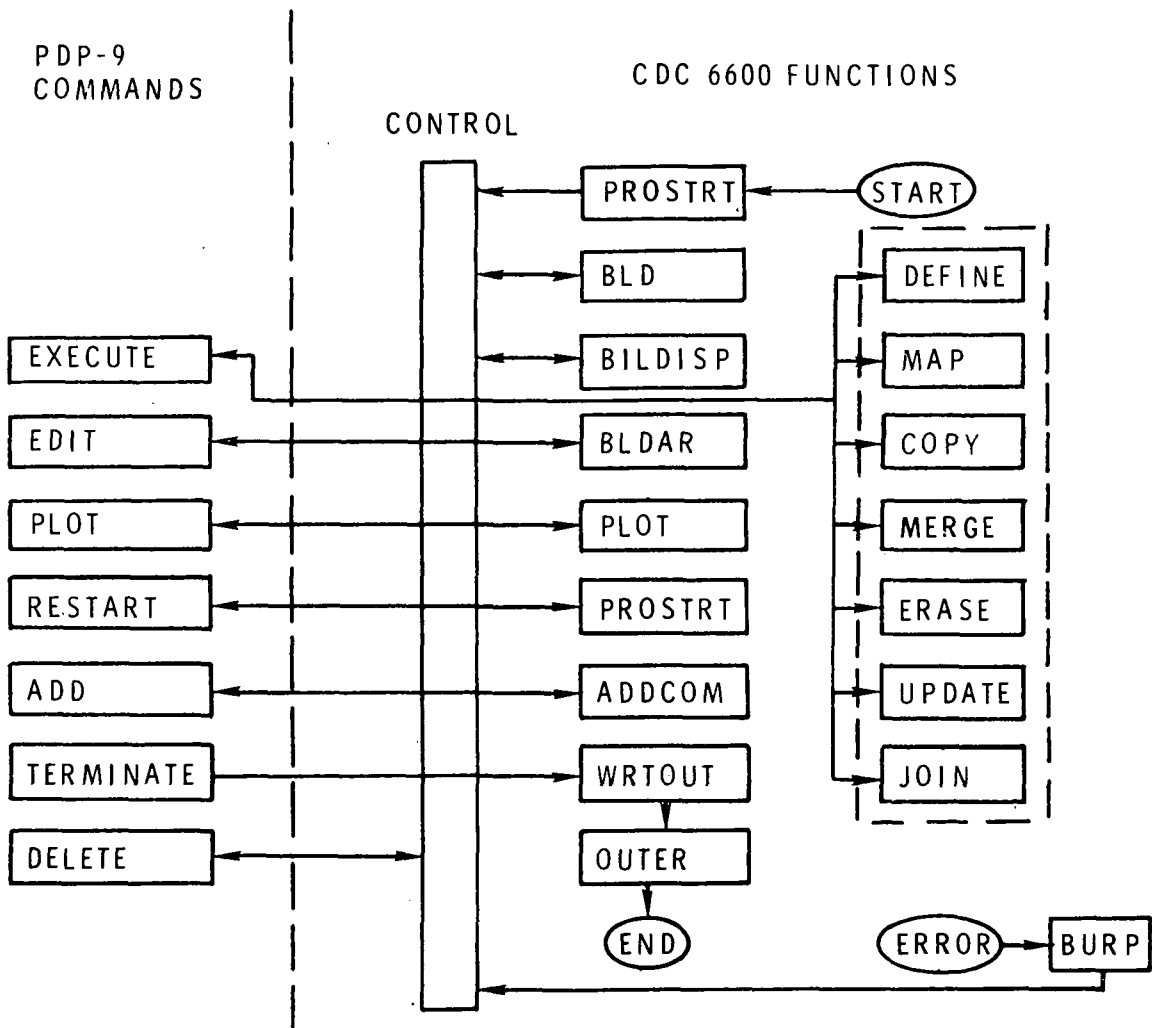 PDP-9
COMMANDS
CDC 6600 FUNCTIONS
CONTROL
PROSTRT
START
BLD
DEFINE
EXECUTE
BILDISP
MAP
EDIT
BLDAR
COPY
PLOT
PLOT
MERGE
RESTART
PROSTRT
ERASE
ADD
ADDCOM
UPDATE
TERMINATE
WRTOUT
JOIN
DELETE
OUTER
END
ERROR
BURP